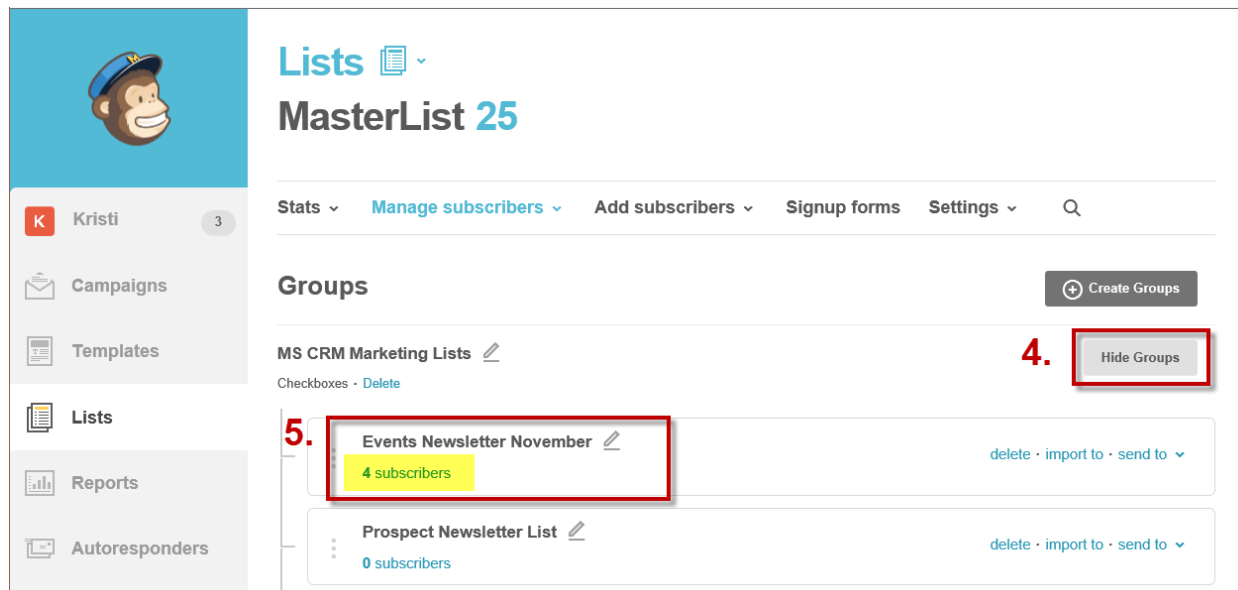 Lists
MasterList 25
K Kristi 3
Campaigns
Templates
Lists
Reports
Autoresponders
Stats Manage subscribers Add subscribers Signup forms Settings
Groups
Create Groups
MS CRM Marketing Lists
Checkboxes · Delete
4. Hide Groups
5. Events Newsletter November
4 subscribers
delete · import to · send to
Prospect Newsletter List
0 subscribers
delete · import to · send to